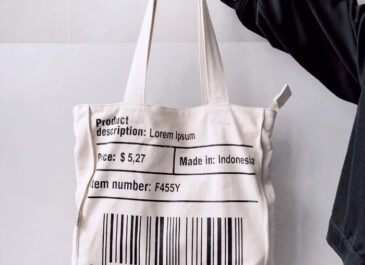 Product
description: Lorem Ipsum
Price: $ 5,27
Made in: Indonesia
Item number: F455Y